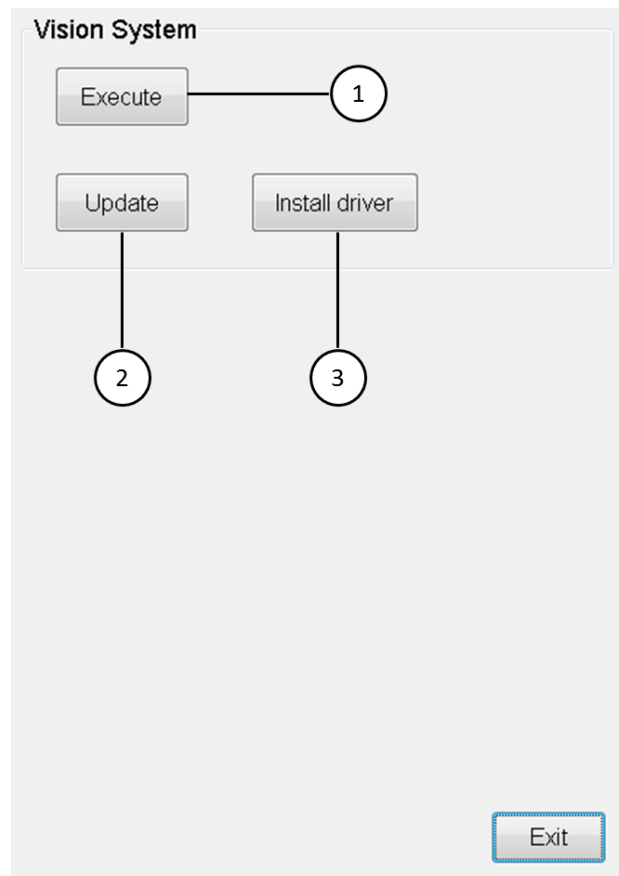 Vision System
Execute
1
Update
Install driver
2
3
Exit